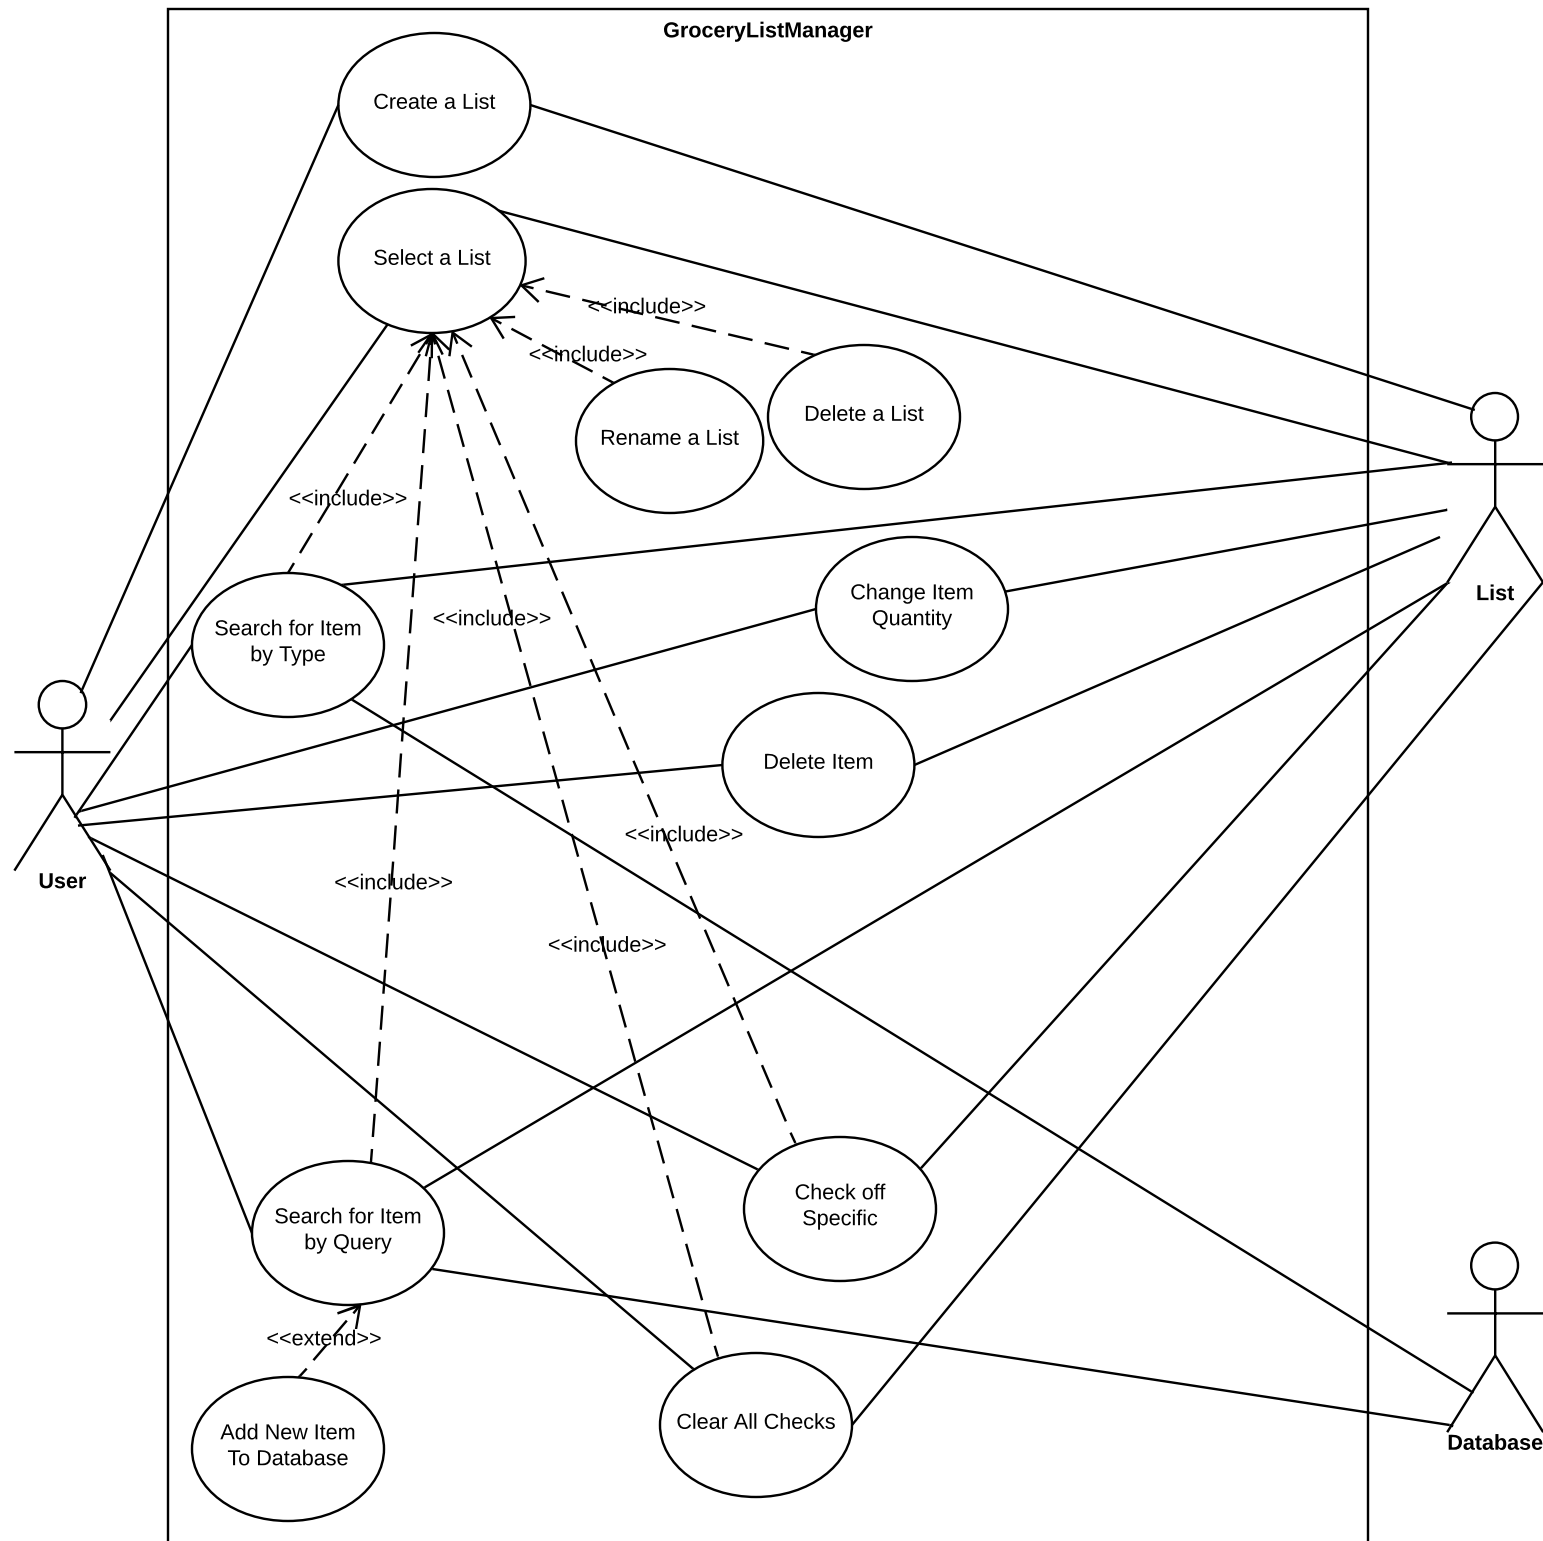 GroceryListManager
Create a List
Select a List
<<include>>
<<include>>
Delete a List
Rename a List
<<include>>
Change Item
Quantity
List
<<include>>
Search for Item
by Type
Delete Item
<<include>>
User
<<include>>
<<include>>
Check off
Specific
Search for Item
by Query
<<extend>>
Clear All Checks
Add New Item
To Database
Database